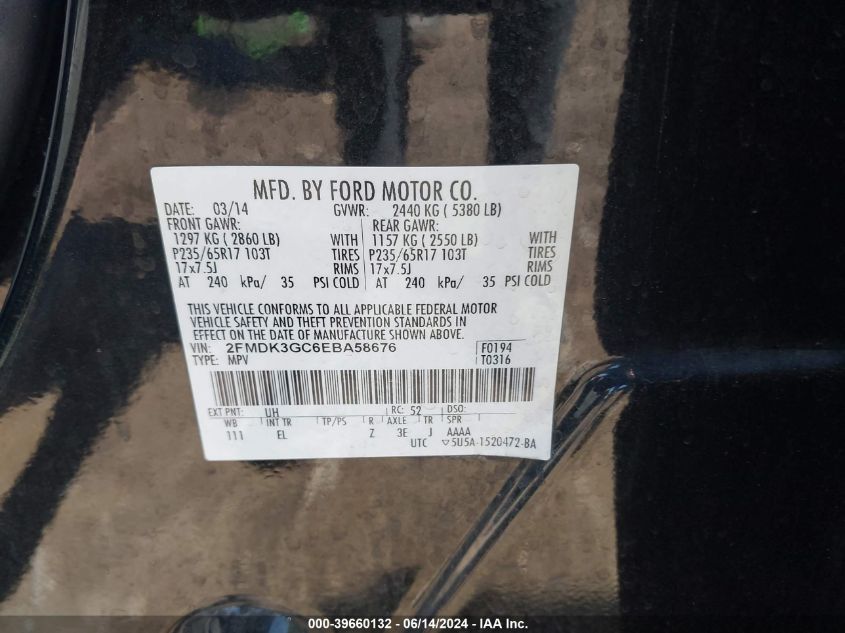 MFD. BY FORD MOTOR CO.
DATE: 03/14 GVWR: 2440 KG ( 5380 LB)
FRONT GAWR: REAR GAWR:
1297 KG ( 2860 LB) WITH 1157 KG ( 2550 LB) WITH
P235/65R17 103T TIRES P235/65R17 103T TIRES
17x7.5J RIMS 17x7.5J RIMS
AT 240 kPa/ 35 PSI COLD AT 240 kPa/ 35 PSI COLD
THIS VEHICLE CONFORMS TO ALL APPLICABLE FEDERAL MOTOR
VEHICLE SAFETY AND THEFT PREVENTION STANDARDS IN
EFFECT ON THE DATE OF MANUFACTURE SHOWN ABOVE.
VIN: 2FMDK3GC6EBA58676 F0194
TYPE: MPV T0316
EXT PNT: UH RC: 52 DSO:
WB INT TR TP/PS R AXLE TR SPR
111 EL Z 3E J AAAA
UTC 5U5A-1520472-BA
000-39660132 - 06/14/2024 - IAA, Inc.